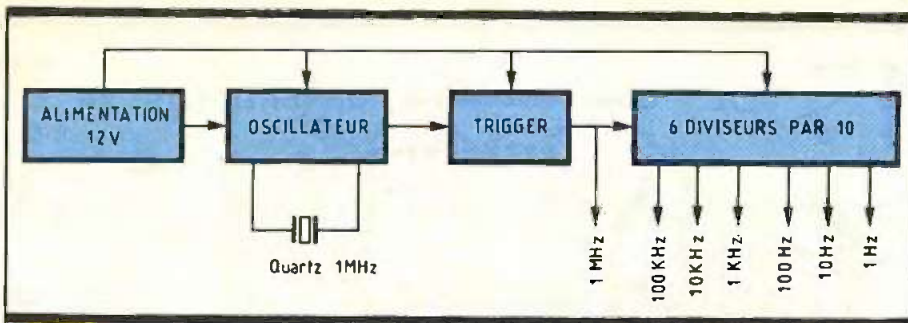 ALIMENTATION
12V
OSCILLATEUR
TRIGGER
6 DIVISEURS PAR 10
Quartz 1MHz
1 MHz
100KHz
10KHz
1 KHz
100Hz
10Hz
1Hz